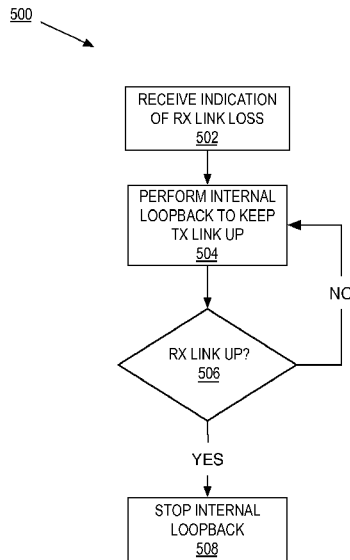 500
RECEIVE INDICATION
OF RX LINK LOSS
502
PERFORM INTERNAL
LOOPBACK TO KEEP
TX LINK UP
504
NO
RX LINK UP?
506
YES
STOP INTERNAL
LOOPBACK
508